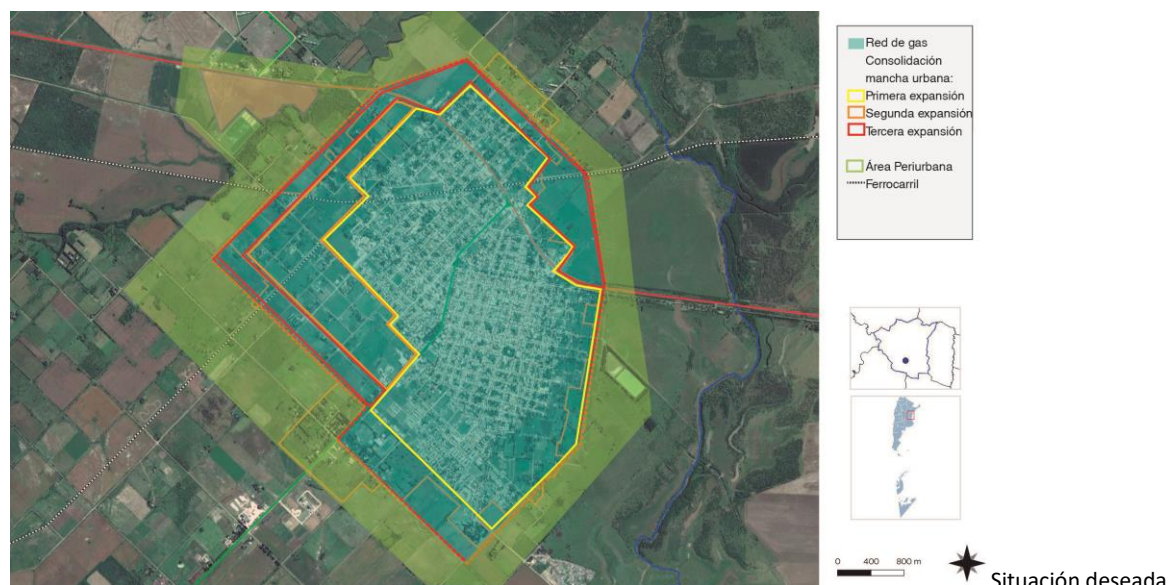 Red de gas
Consolidación
mancha urbana:
Primera expansión
Segunda expansión
Tercera expansión
Área Periurbana
Ferrocarril
0 400 800 m
Situación deseada